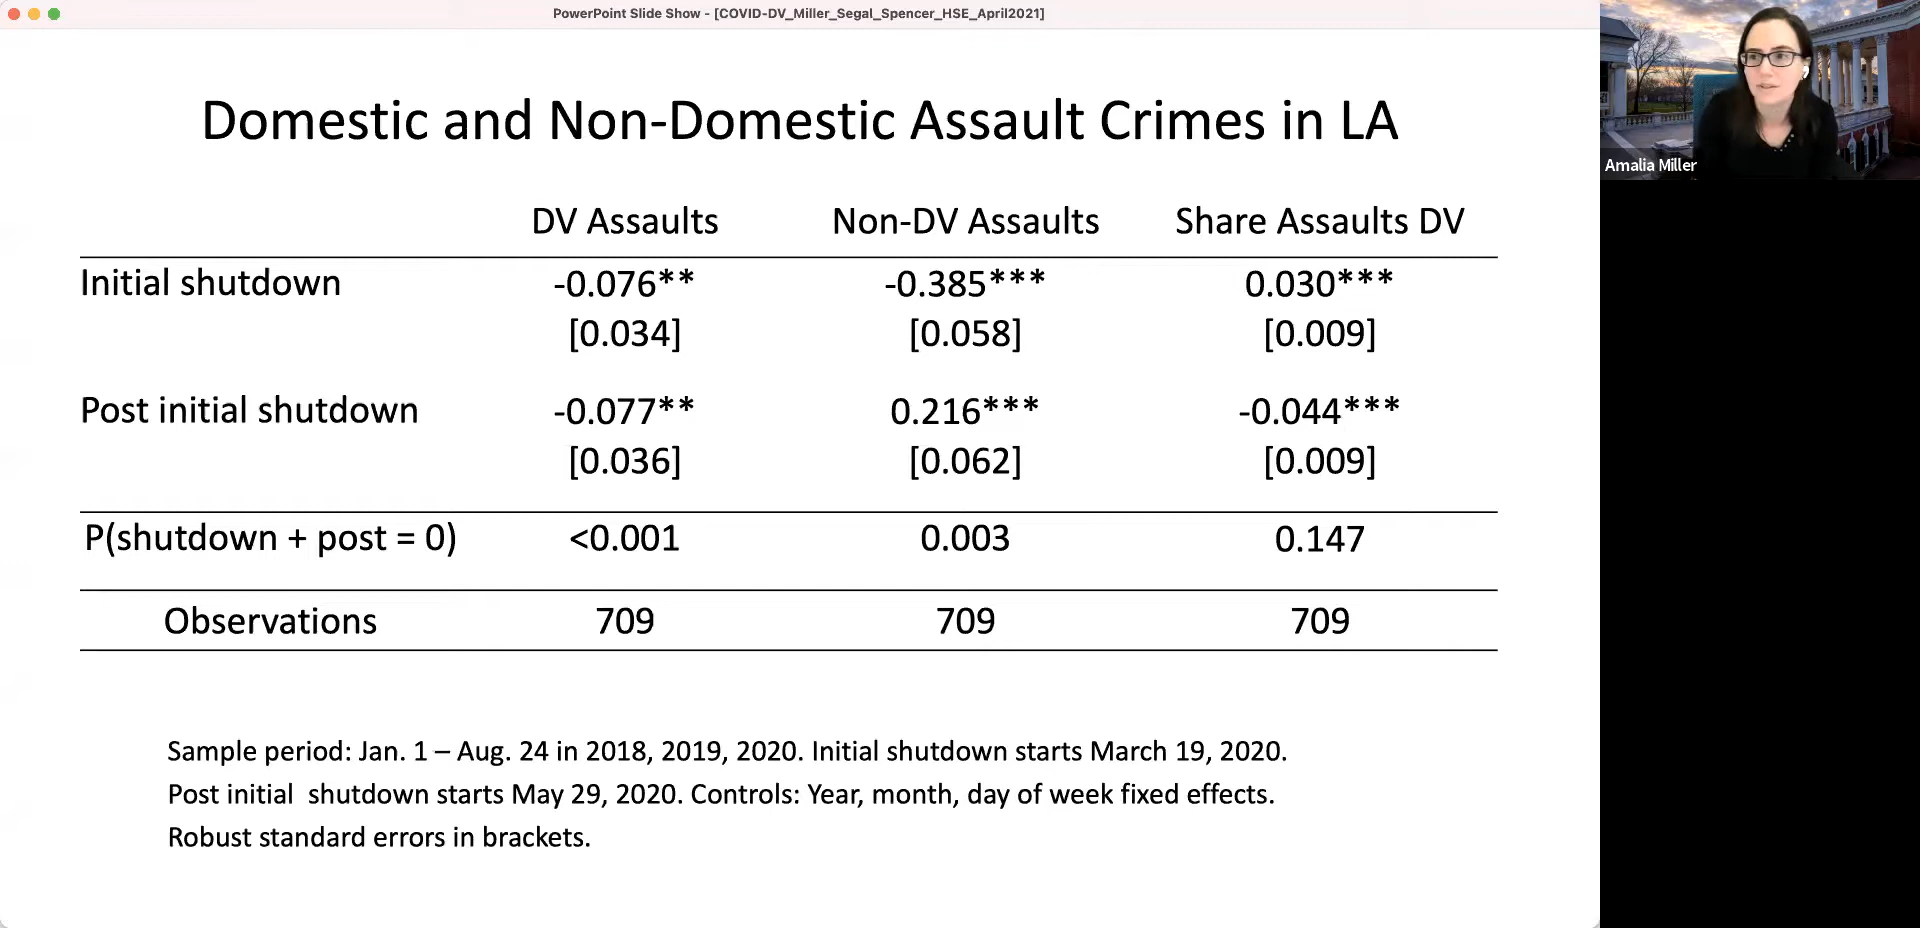 PowerPoint Slide Show - [COVID-DV_Miller_Segal_Spencer_HSE_April2021]
Domestic and Non-Domestic Assault Crimes in LA
DV Assaults Non-DV Assaults Share Assaults DV
Initial shutdown -0.076** -0.385*** 0.030***
[0.034] [0.058] [0.009]
Post initial shutdown -0.077** 0.216*** -0.044***
[0.036] [0.062] [0.009]
P(shutdown + post = 0) <0.001 0.003 0.147
Observations 709 709 709
Sample period: Jan. 1 – Aug. 24 in 2018, 2019, 2020. Initial shutdown starts March 19, 2020.
Post initial shutdown starts May 29, 2020. Controls: Year, month, day of week fixed effects.
Robust standard errors in brackets.
Amalia Miller